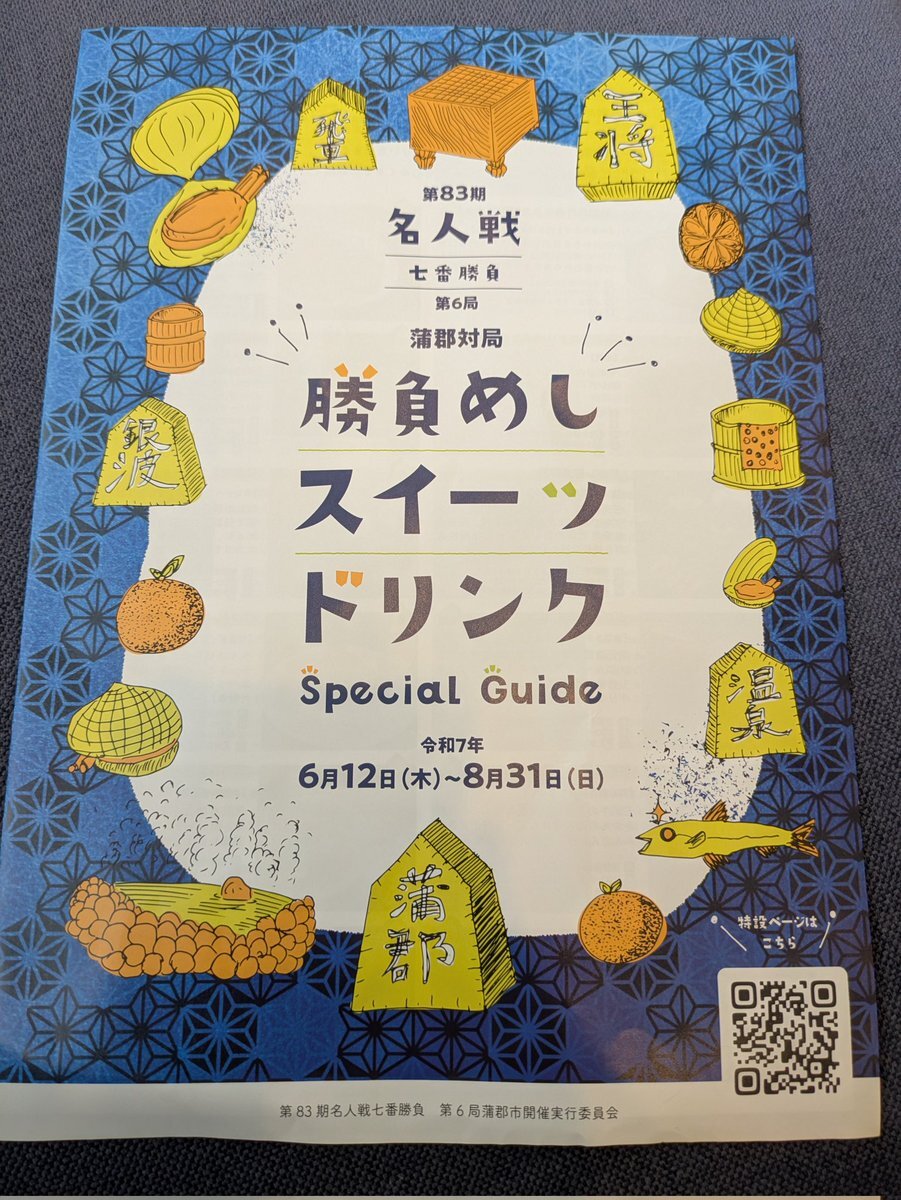 飛車
王将
第83期
名人戦
七番勝負
第6局
蒲郡対局
勝負めし
スイーツ
ドリンク
Special Guide
令和7年
6月12日(木)~8月31日(日)
銀波
温泉
蒲郡
特設ページは
こちら
第83期名人戦七番勝負 第6局蒲郡市開催実行委員会